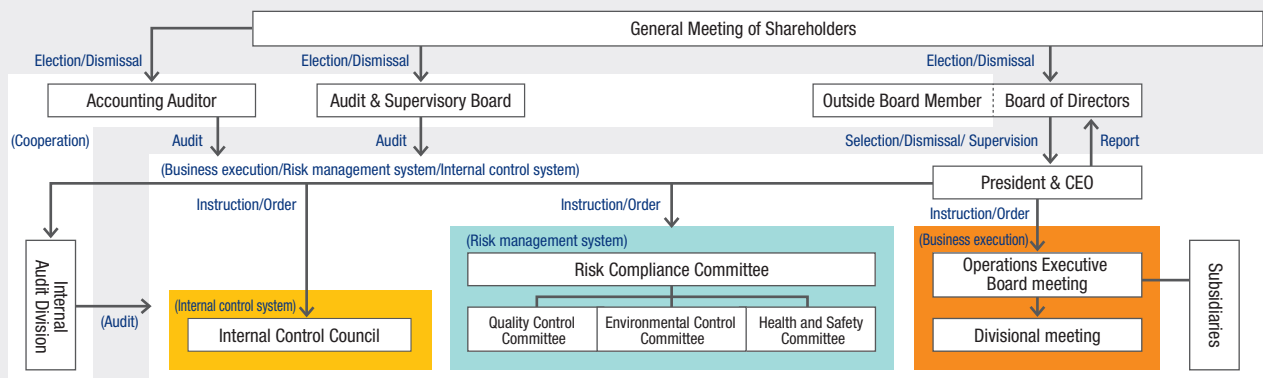 General Meeting of Shareholders
Election/Dismissal
Election/Dismissal
Election/Dismissal
Accounting Auditor
Audit & Supervisory Board
Outside Board Member
Board of Directors
(Cooperation)
Audit
Audit
Selection/Dismissal/ Supervision
Report
(Business execution/Risk management system/Internal control system)
President & CEO
Instruction/Order
Instruction/Order
Instruction/Order
Internal
Audit Division
(Audit)
(Internal control system)
Internal Control Council
(Risk management system)
Risk Compliance Committee
Quality Control
Committee
Environmental Control
Committee
Health and Safety
Committee
(Business execution)
Operations Executive
Board meeting
Divisional meeting
Subsidiaries